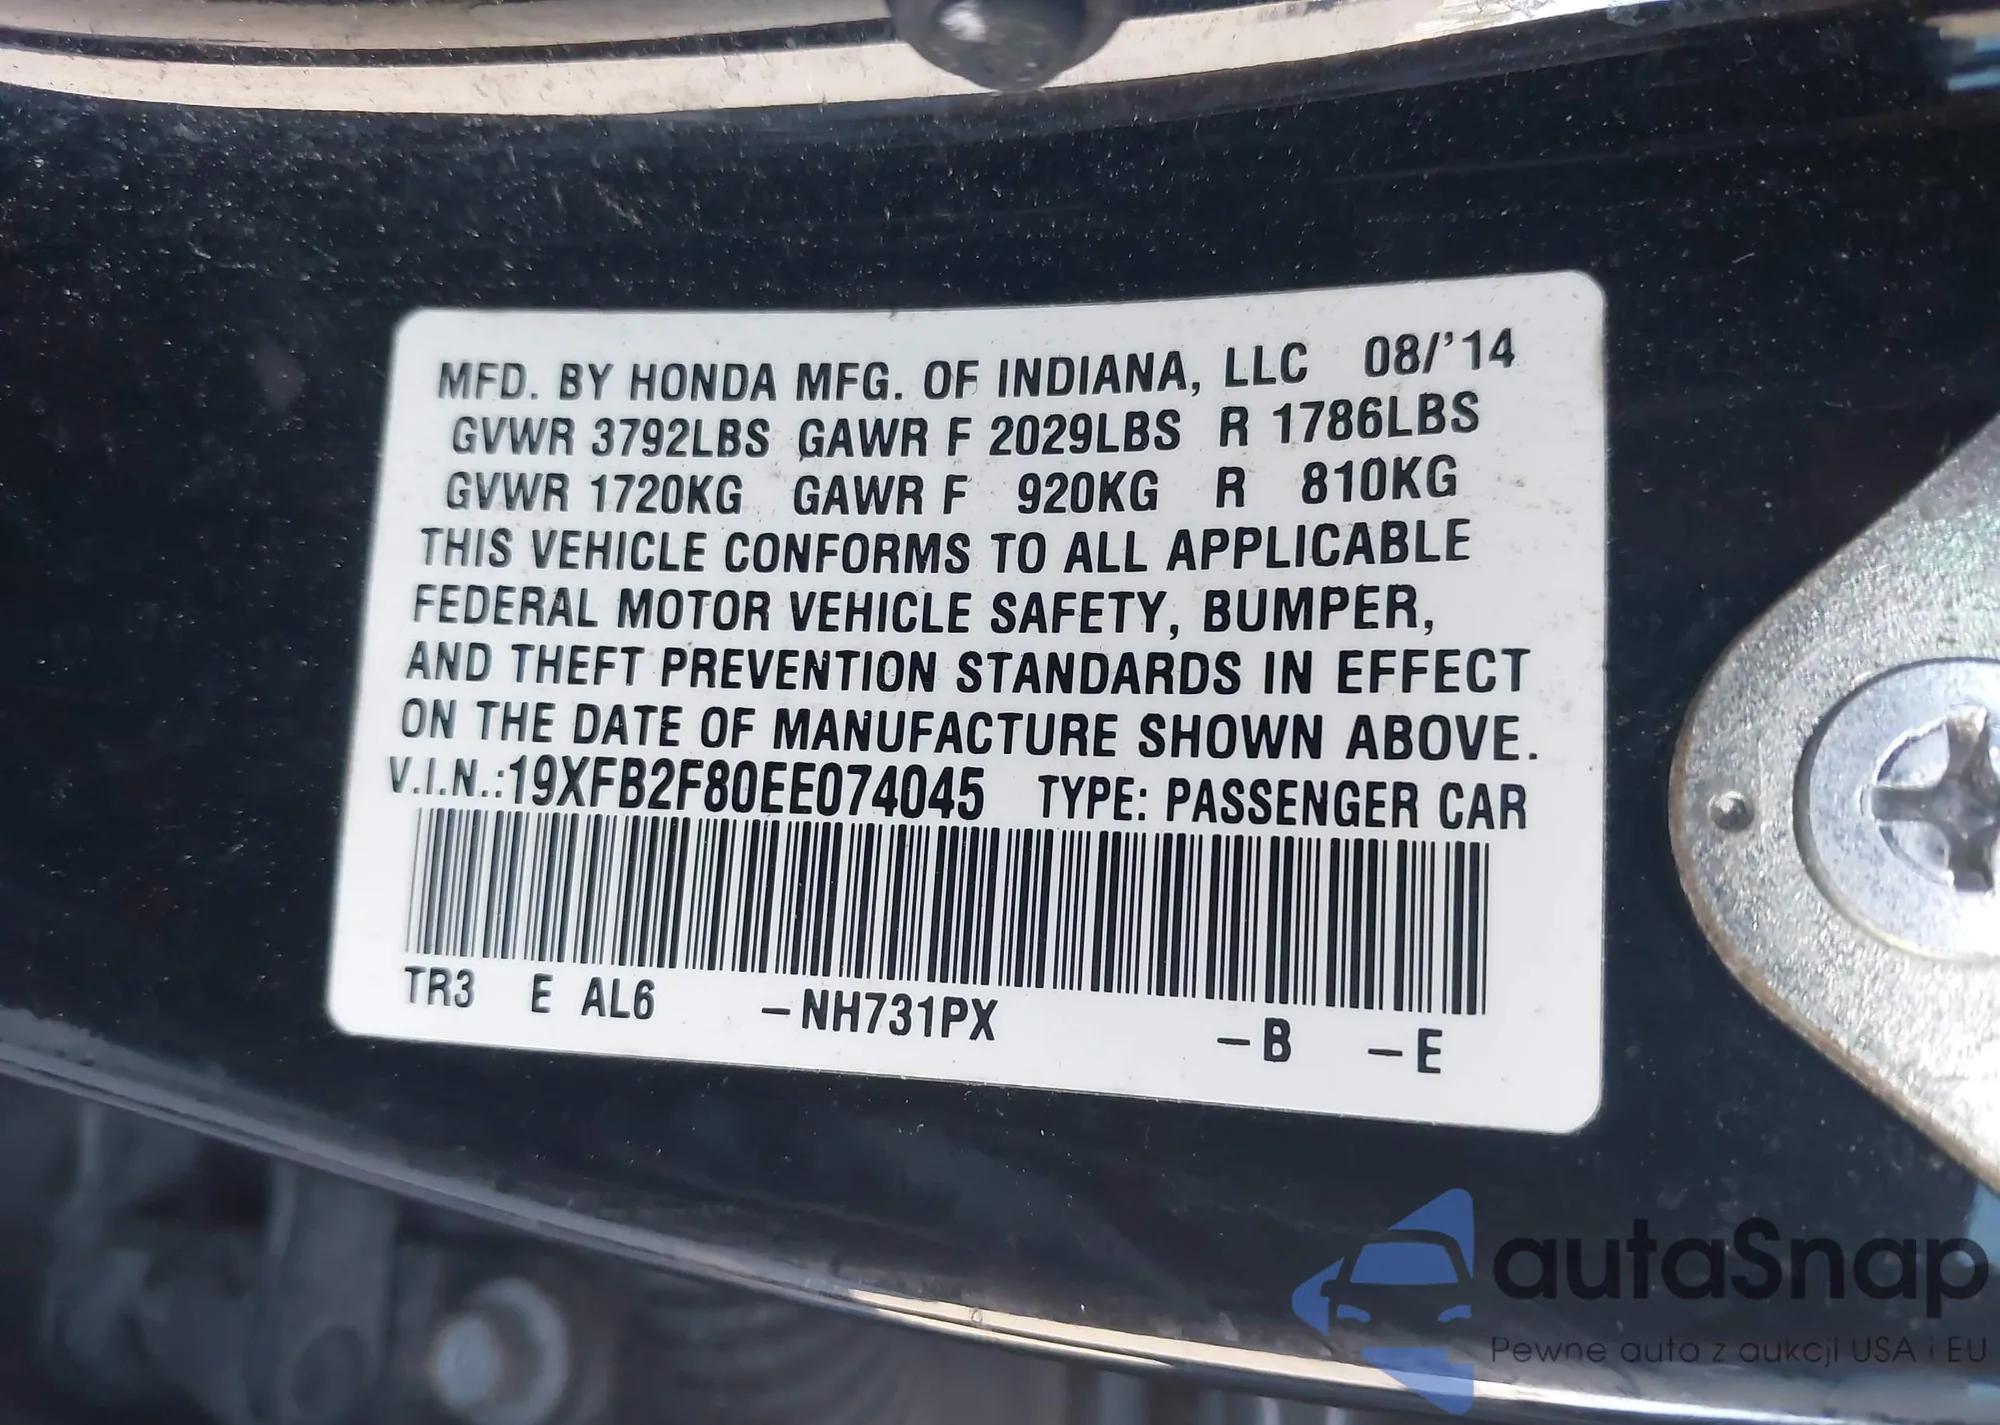 MFD. BY HONDA MFG. OF INDIANA, LLC 08/'14
GVWR 3792LBS GAWR F 2029LBS R 1786LBS
GVWR 1720KG GAWR F 920KG R 810KG
THIS VEHICLE CONFORMS TO ALL APPLICABLE
FEDERAL MOTOR VEHICLE SAFETY, BUMPER,
AND THEFT PREVENTION STANDARDS IN EFFECT
ON THE DATE OF MANUFACTURE SHOWN ABOVE.
V.I.N.:19XFB2F80EE074045 TYPE: PASSENGER CAR
TR3 E AL6 –NH731PX –B –E
autaSnap
Pewne auta z aukcji USA i EU